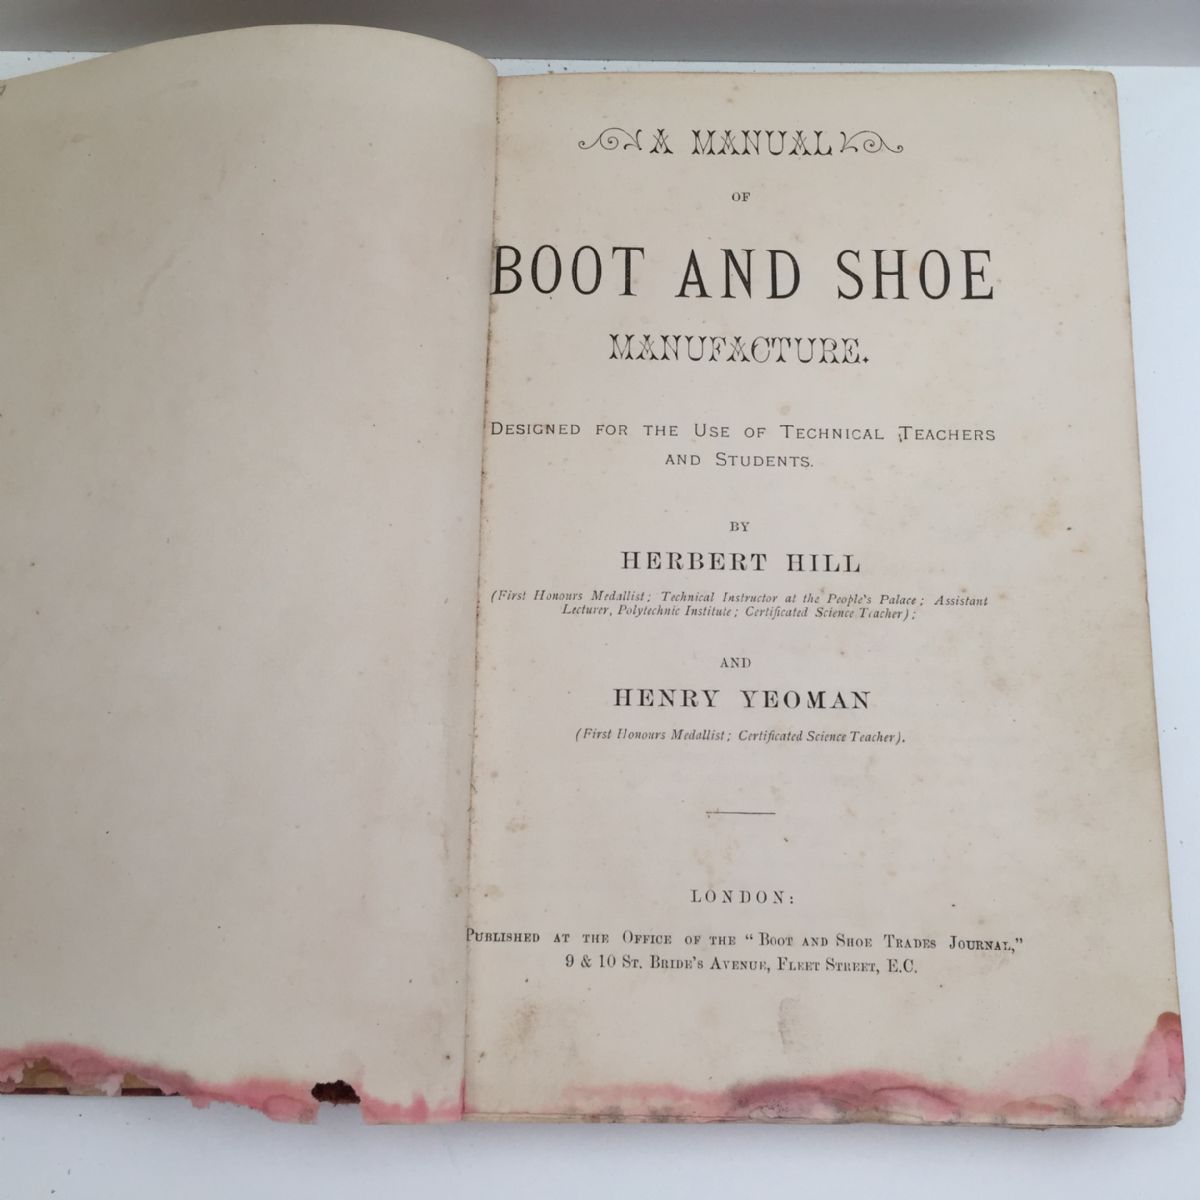 A MANUAL
OF
BOOT AND SHOE
MANUFACTURE.
DESIGNED FOR THE USE OF TECHNICAL TEACHERS
AND STUDENTS.
BY
HERBERT HILL
(First Honours Medallist; Technical Instructor at the People's Palace; Assistant
Lecturer, Polytechnic Institute; Certificated Science Teacher);
AND
HENRY YEOMAN
(First Honours Medallist; Certificated Science Teacher).
LONDON:
PUBLISHED AT THE OFFICE OF THE "BOOT AND SHOE TRADES JOURNAL,"
9 & 10 ST. BRIDE'S AVENUE, FLEET STREET, E.C.